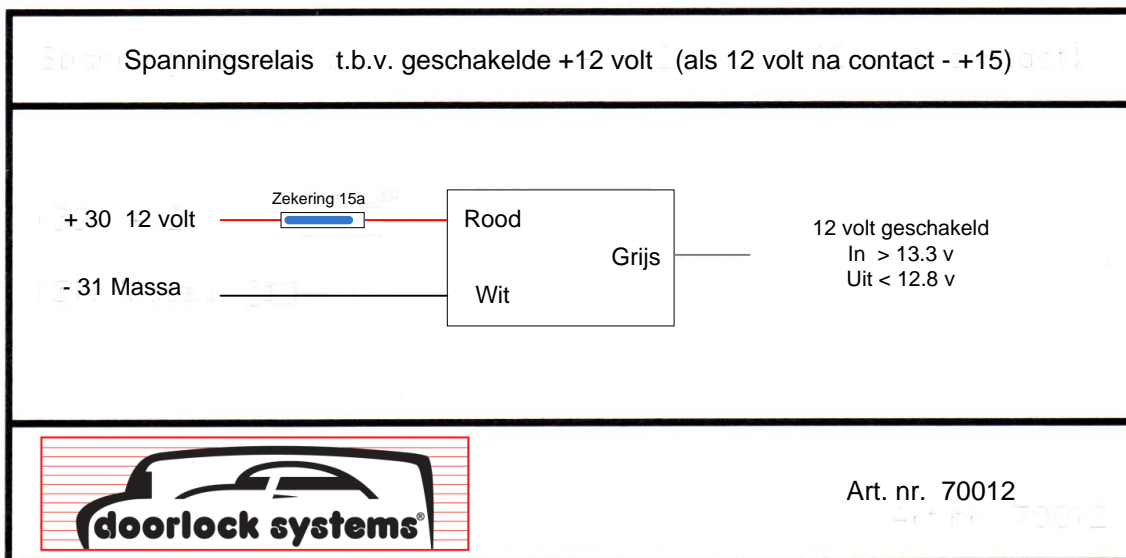 Spanningsrelais t.b.v. geschakelde +12 volt (als 12 volt na contact - +15)
Zekering 15a
+ 30 12 volt
Rood
12 volt geschakeld
Grijs
In > 13.3 v
Uit < 12.8 v
- 31 Massa
Wit
doorlock systems®
Art. nr. 70012